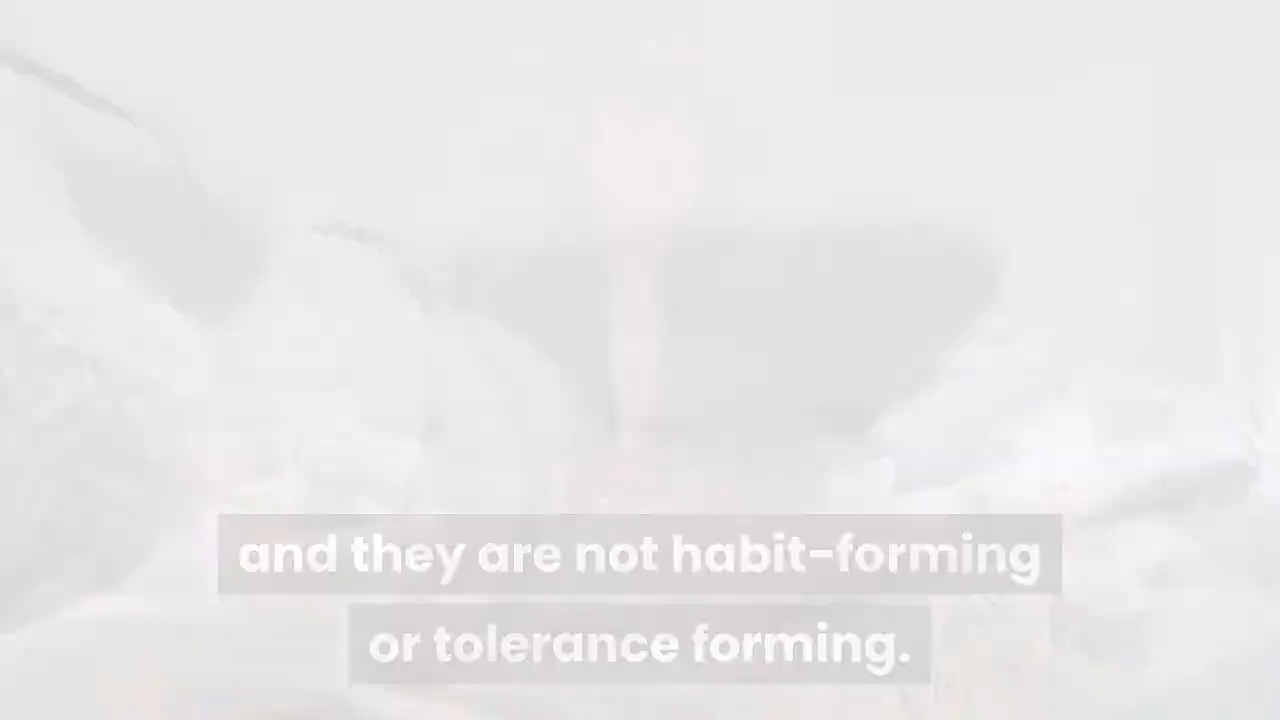 and they are not habit-forming
or tolerance forming.